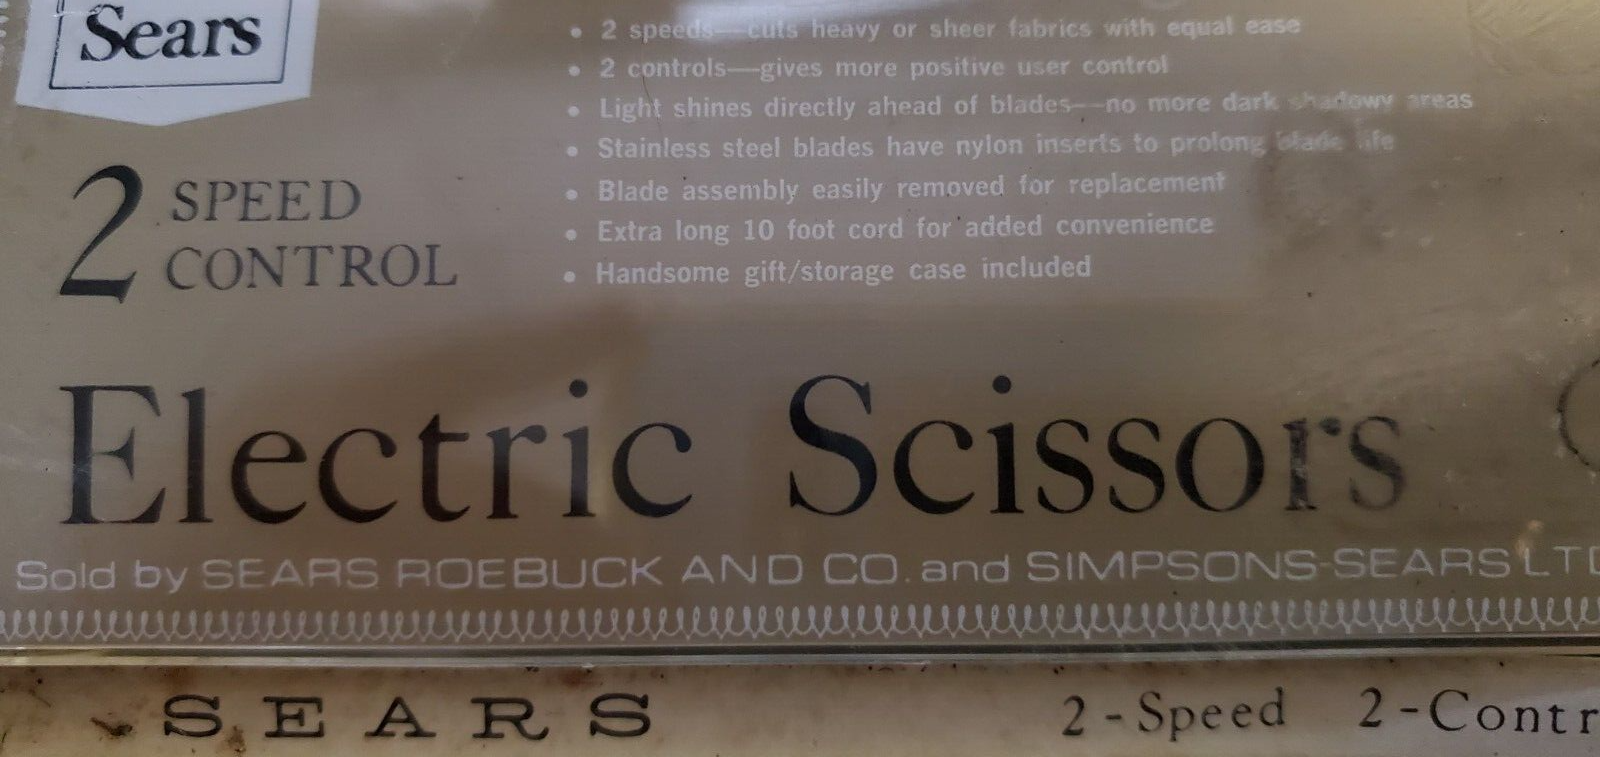 Sears
• 2 speeds—cuts heavy or sheer fabrics with equal ease
• 2 controls—gives more positive user control
• Light shines directly ahead of blades—no more dark shadowy areas
• Stainless steel blades have nylon inserts to prolong blade life
• Blade assembly easily removed for replacement
• Extra long 10 foot cord for added convenience
• Handsome gift/storage case included
2 SPEED
CONTROL
Electric Scissors
Sold by SEARS ROEBUCK AND CO. and SIMPSONS-SEARS LTD
SEARS 2-Speed 2-Contr